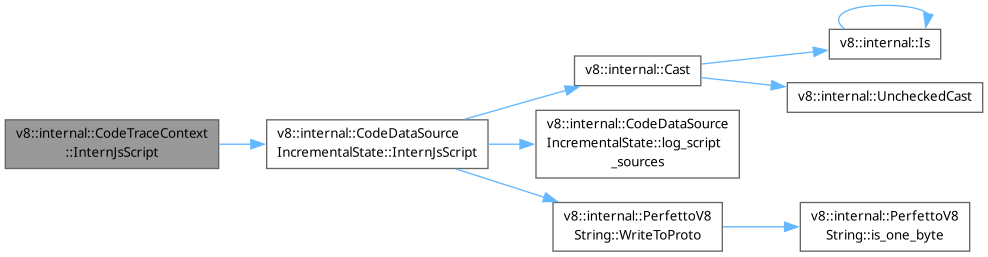 v8::internal::CodeTraceContext
::InternJsScript
v8::internal::CodeDataSource
IncrementalState::InternJsScript
v8::internal::Cast
v8::internal::Is
v8::internal::UncheckedCast
v8::internal::CodeDataSource
IncrementalState::log_script
_sources
v8::internal::PerfettoV8
String::WriteToProto
v8::internal::PerfettoV8
String::is_one_byte